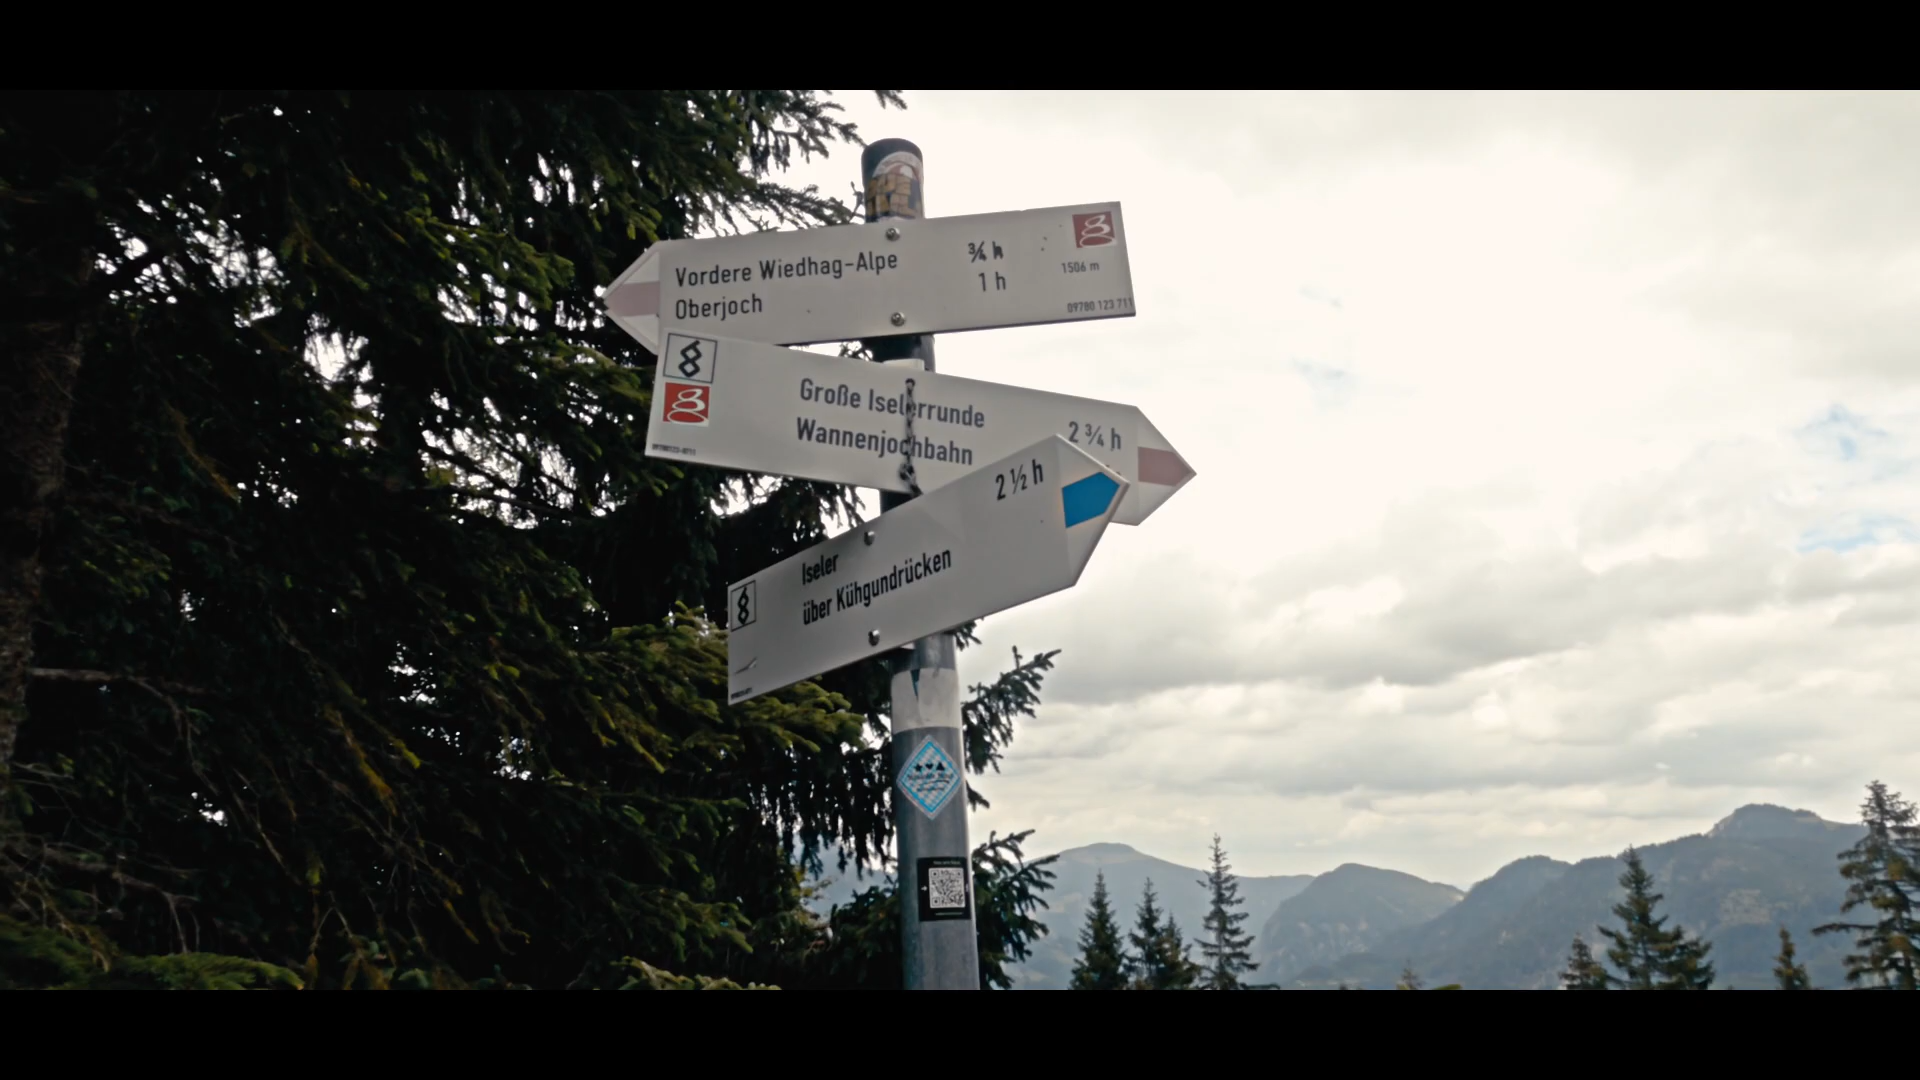 Vordere Wiedhag-Alpe ¾ h
Oberjoch 1 h
1506 m
09780 123 711
Große Iselerrunde
Wannenjochbahn 2 ¾ h
2 ½ h
Iseler
über Kühgundrücken